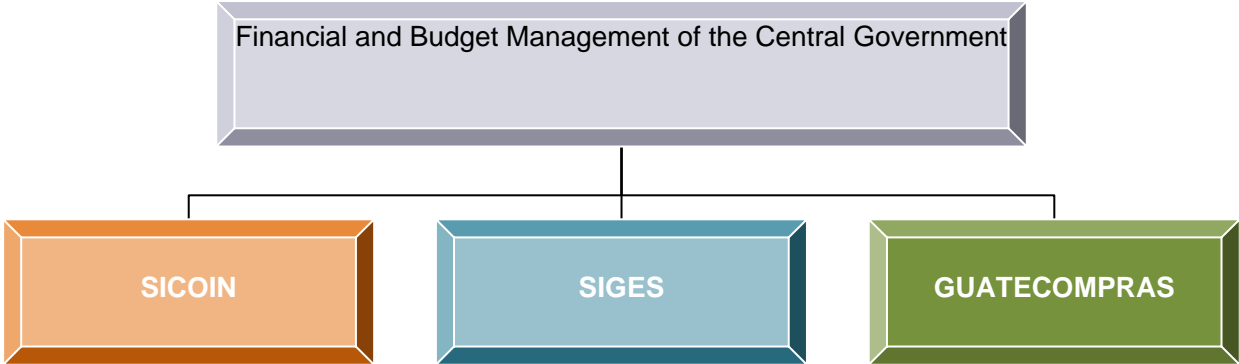 Financial and Budget Management of the Central Government
SICOIN
SIGES
GUATECOMPRAS